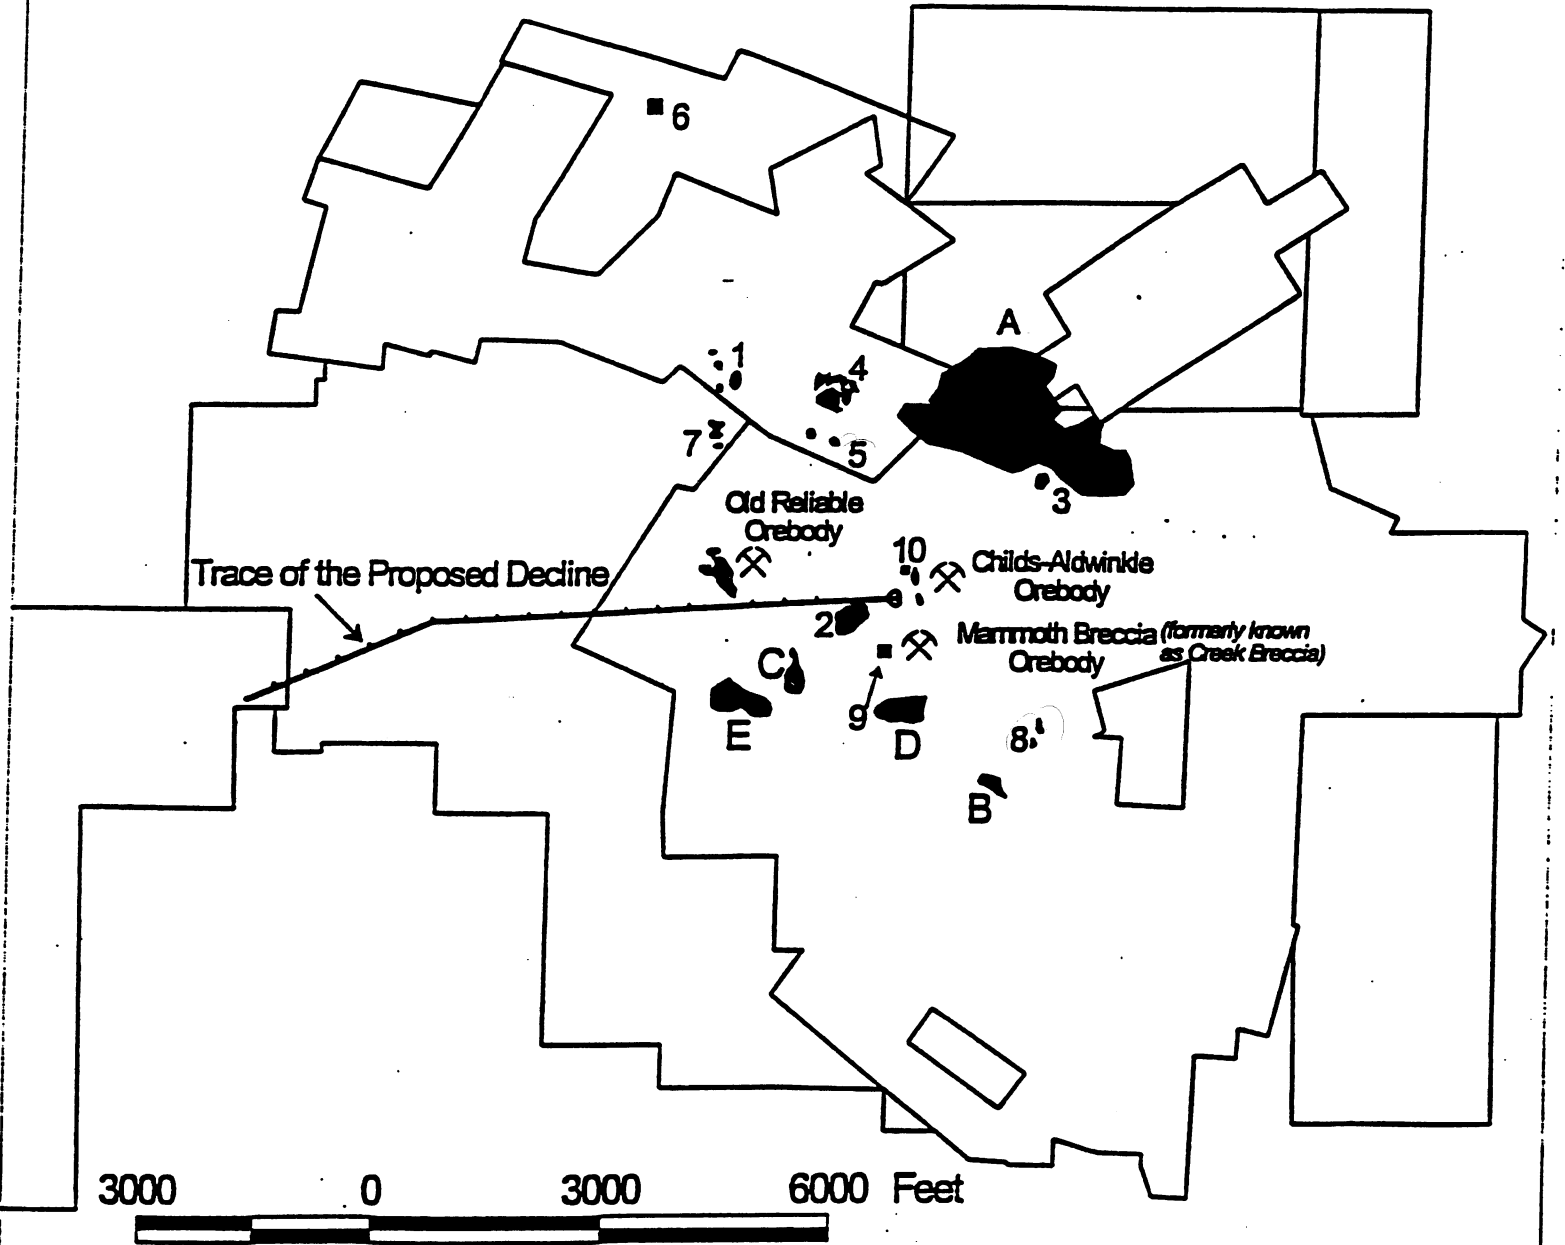 6
A
1
4
7
5
3
Old Reliable
Orebody
10
Childs-Aldwinkle
Orebody
Trace of the Proposed Decline
2
Mammoth Breccia (formerly known
Orebody as Creek Breccia)
C
9
E
D
8
B
3000 0 3000 6000 Feet